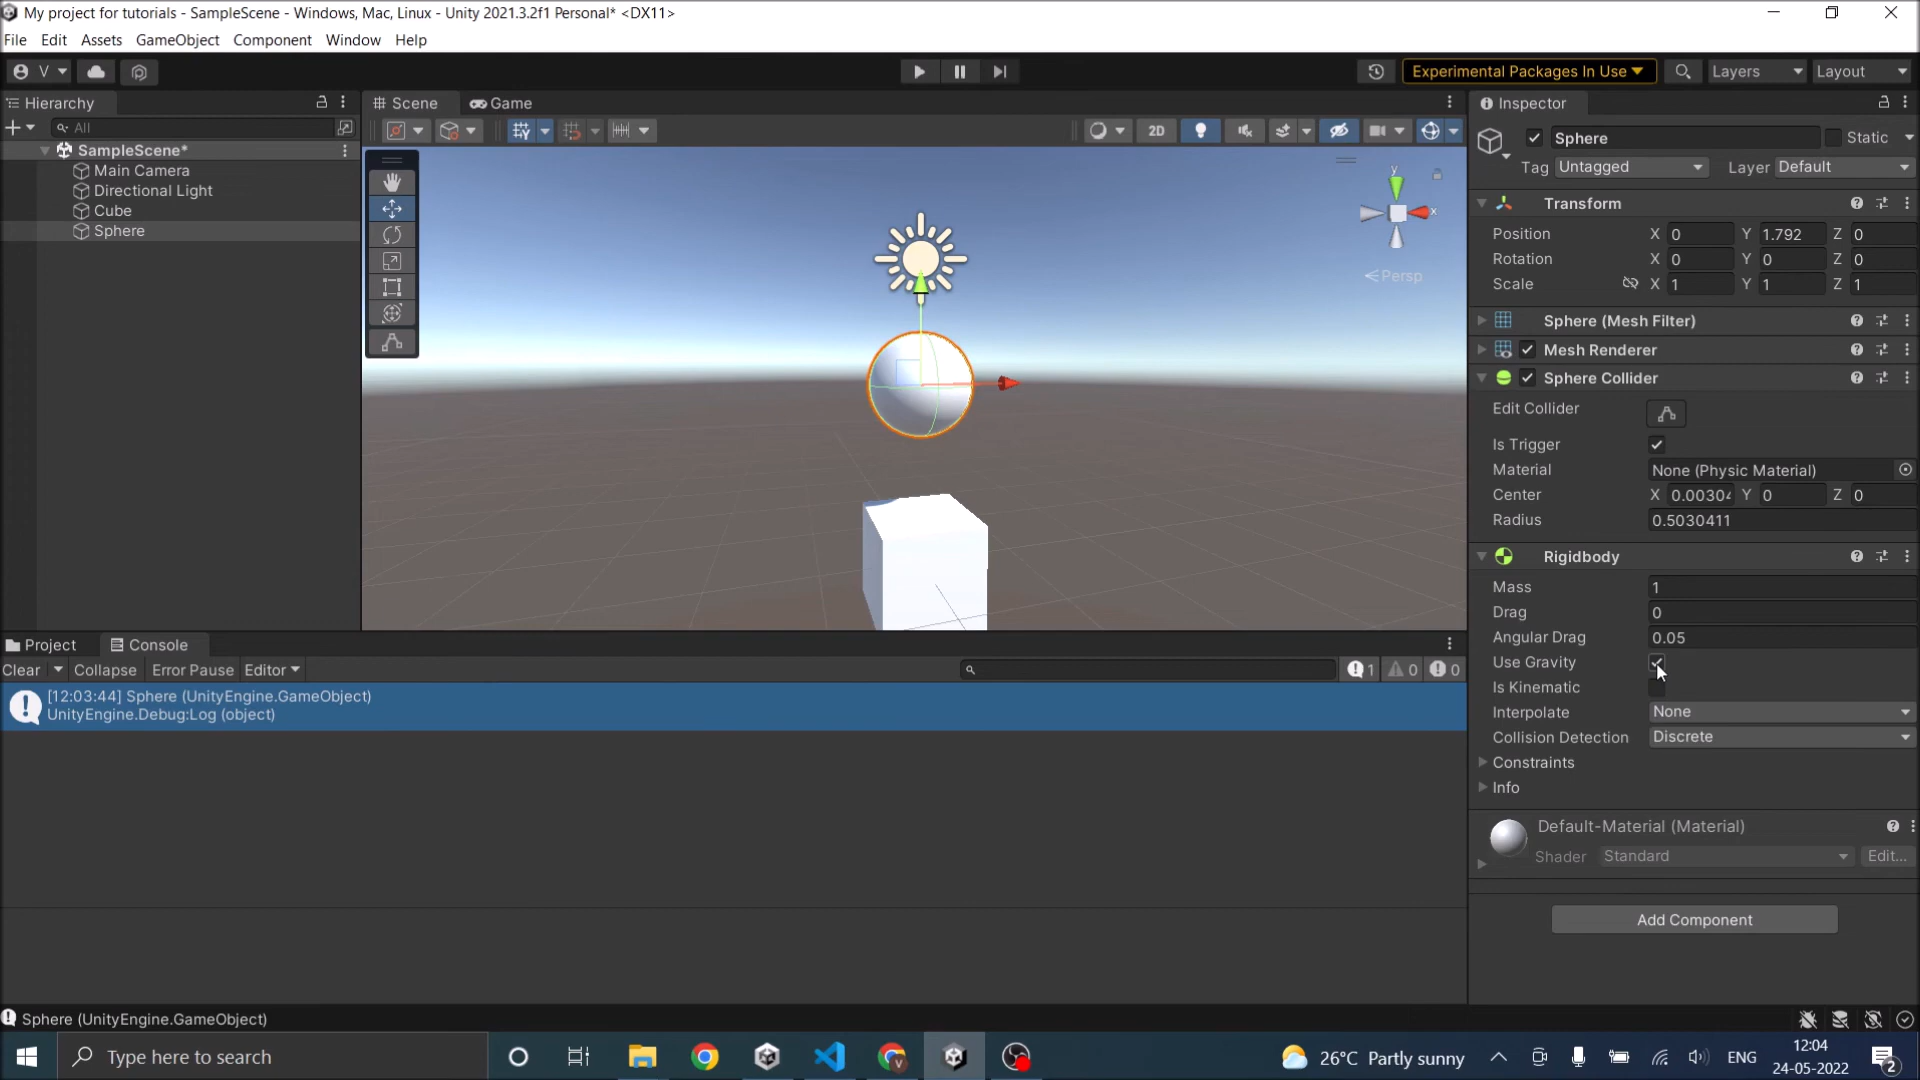 My project for tutorials - SampleScene - Windows, Mac, Linux - Unity 2021.3.2f1 Personal* <DX11>
File Edit Assets GameObject Component Window Help
V
Experimental Packages In Use
Layers
Layout
Hierarchy
All
SampleScene*
Main Camera
Directional Light
Cube
Sphere
Scene
Game
2D
y
x
Persp
Inspector
Sphere
Static
Tag Untagged Layer Default
Transform
Position X 0 Y 1.792 Z 0
Rotation X 0 Y 0 Z 0
Scale X 1 Y 1 Z 1
Sphere (Mesh Filter)
Mesh Renderer
Sphere Collider
Edit Collider
Is Trigger
Material None (Physic Material)
Center X 0.00304 Y 0 Z 0
Radius 0.5030411
Rigidbody
Mass 1
Drag 0
Angular Drag 0.05
Use Gravity
Is Kinematic
Interpolate None
Collision Detection Discrete
Constraints
Info
Default-Material (Material)
Shader Standard Edit...
Add Component
Project
Console
Clear Collapse Error Pause Editor
1 0 0
[12:03:44] Sphere (UnityEngine.GameObject)
UnityEngine.Debug:Log (object)
Sphere (UnityEngine.GameObject)
Type here to search
26°C Partly sunny
ENG
12:04
24-05-2022
2